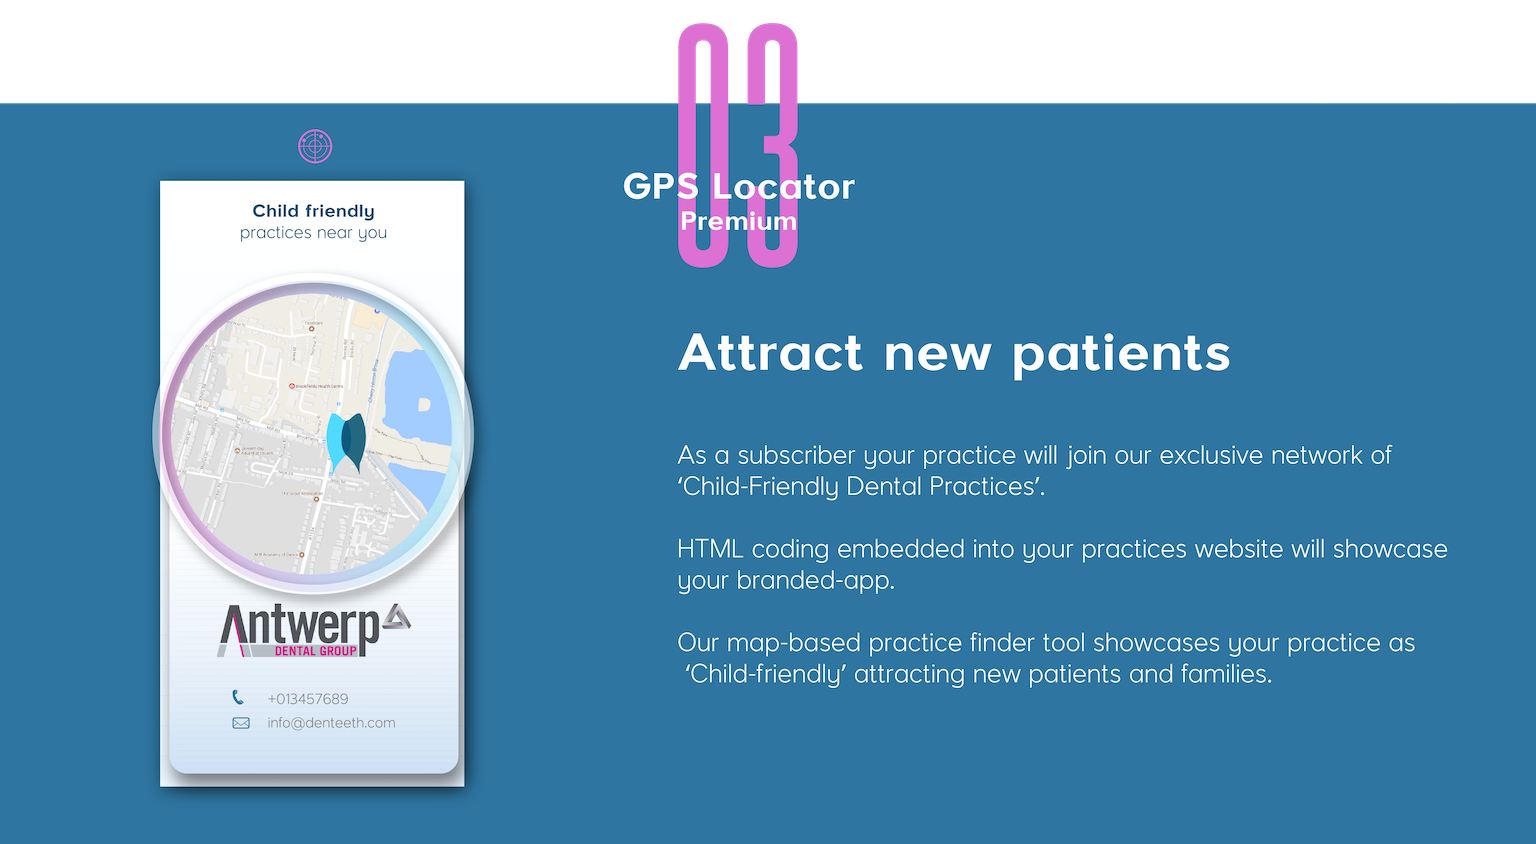 03
GPS Locator
Premium
Child friendly
practices near you
Brookfields Health Centre
Antwerp
DENTAL GROUP
+013457689
info@denteeth.com
Attract new patients
As a subscriber your practice will join our exclusive network of
‘Child-Friendly Dental Practices’.
HTML coding embedded into your practices website will showcase
your branded-app.
Our map-based practice finder tool showcases your practice as
‘Child-friendly’ attracting new patients and families.